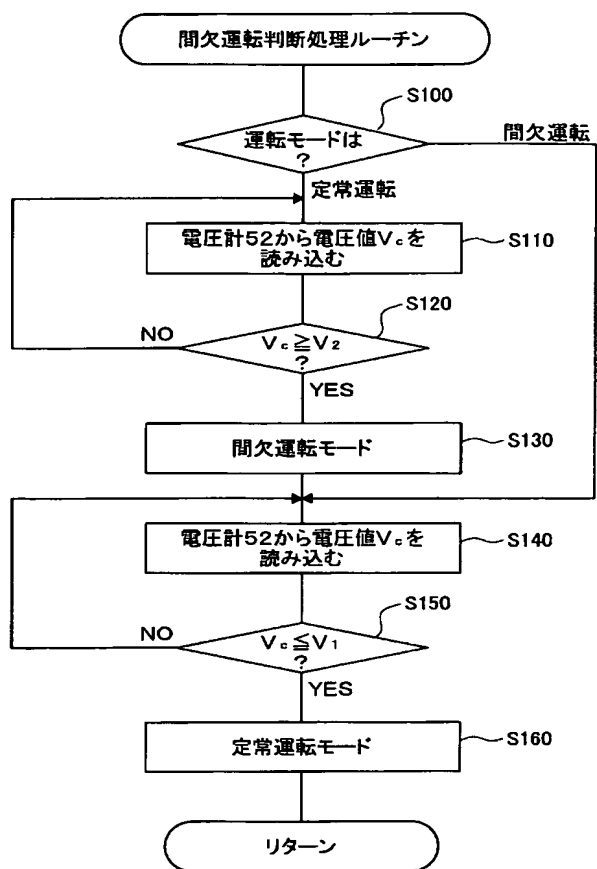 間欠運転判断処理ルーチン
S100
運転モードは
?
間欠運転
定常運転
電圧計52から電圧値Vcを
読み込む
S110
S120
NO
Vc≧V2
?
YES
間欠運転モード
S130
電圧計52から電圧値Vcを
読み込む
S140
S150
NO
Vc≦V1
?
YES
定常運転モード
S160
リターン